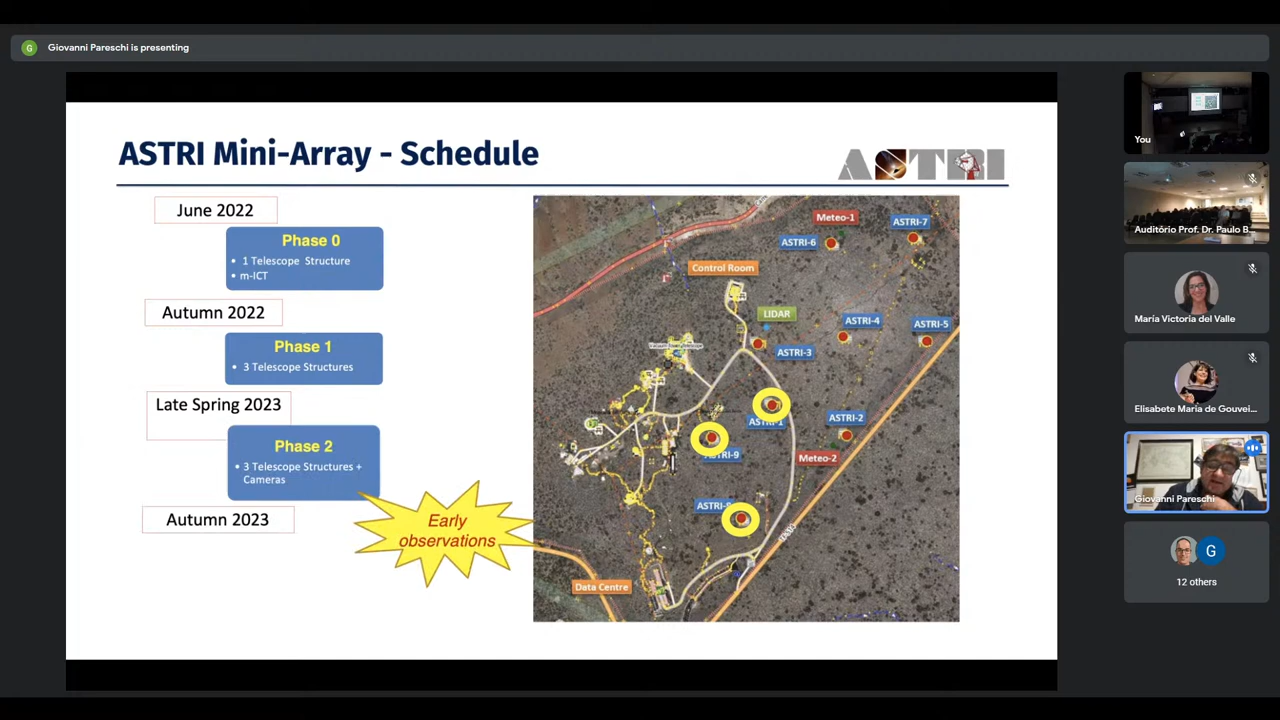 Giovanni Pareschi is presenting
G
ASTRI Mini-Array - Schedule
ASTRI
June 2022
Phase 0
• 1 Telescope Structure
• m-ICT
Autumn 2022
Phase 1
• 3 Telescope Structures
Late Spring 2023
Phase 2
• 3 Telescope Structures +
Cameras
Autumn 2023
Early
observations
Meteo-1
ASTRI-7
ASTRI-6
Control Room
LIDAR
ASTRI-4
ASTRI-5
ASTRI-3
ASTRI-2
Meteo-2
Data Centre
You
Auditório Prof. Dr. Paulo B...
María Victoria del Valle
Elisabete Maria de Gouvei...
Giovanni Pareschi
G
12 others